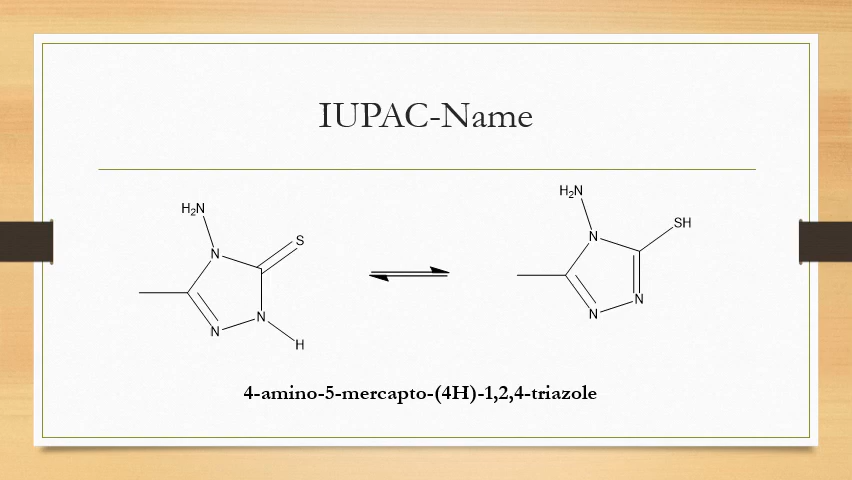 IUPAC-Name
H₂N
N
S
N
N
H
H₂N
N
SH
N
N
4-amino-5-mercapto-(4H)-1,2,4-triazole